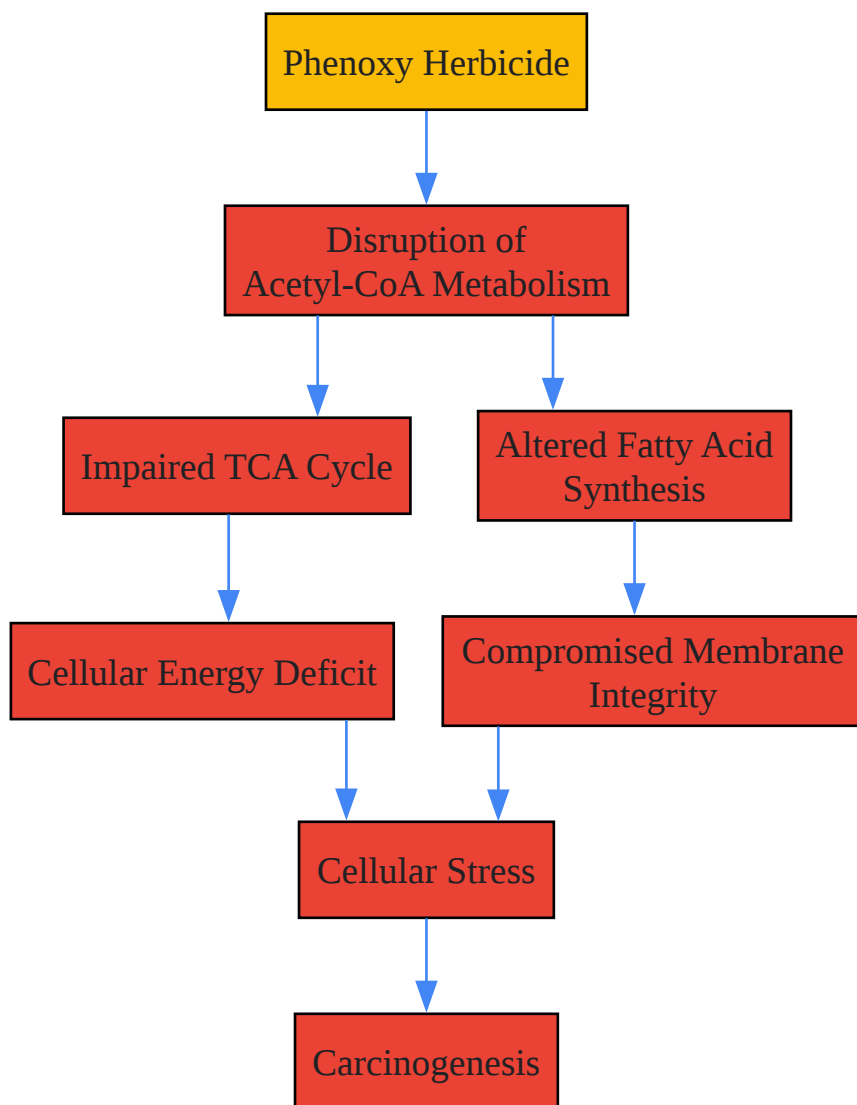 Phenoxy Herbicide
Disruption of
Acetyl-CoA Metabolism
Impaired TCA Cycle
Altered Fatty Acid
Synthesis
Cellular Energy Deficit
Compromised Membrane
Integrity
Cellular Stress
Carcinogenesis